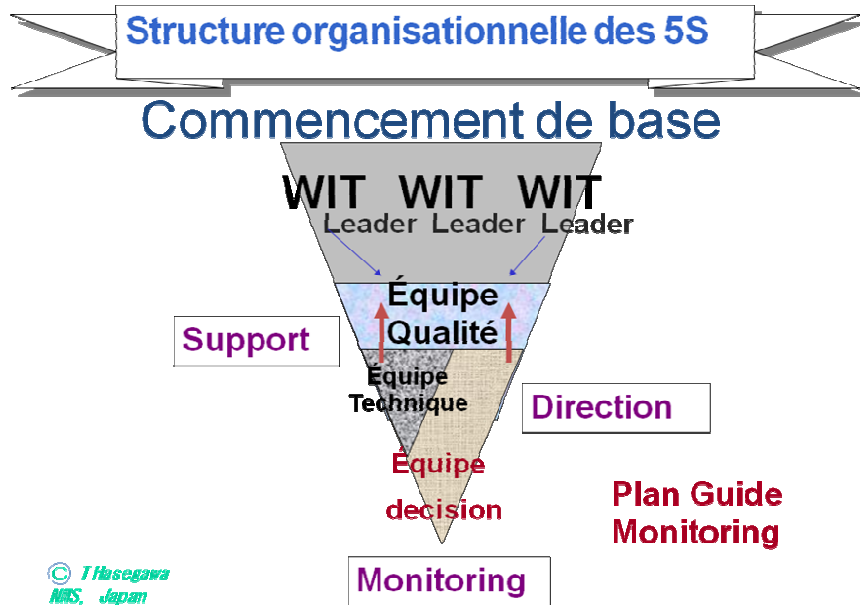 Structure organisationnelle des 5S
Commencement de base
WIT WIT WIT
Leader Leader Leader
Équipe
Qualité
Support
Équipe
Technique
Direction
Équipe
decision
Plan Guide
Monitoring
Monitoring
© T Hasegawa
Japan